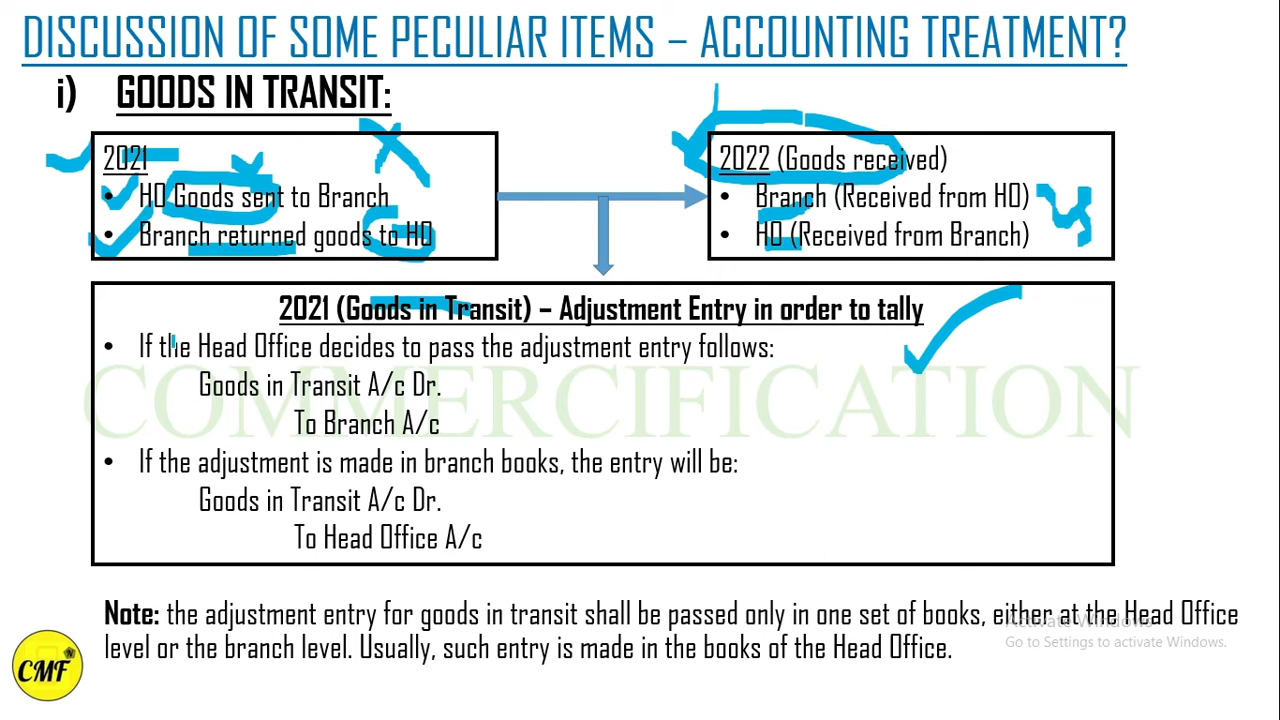 DISCUSSION OF SOME PECULIAR ITEMS – ACCOUNTING TREATMENT?
i) GOODS IN TRANSIT:
2021
• HO Goods sent to Branch
• Branch returned goods to HO
2022 (Goods received)
• Branch (Received from HO)
• HO (Received from Branch)
2021 (Goods in Transit) – Adjustment Entry in order to tally
• If the Head Office decides to pass the adjustment entry follows:
Goods in Transit A/c Dr.
To Branch A/c
• If the adjustment is made in branch books, the entry will be:
Goods in Transit A/c Dr.
To Head Office A/c
COMMERCIFICATION
Note: the adjustment entry for goods in transit shall be passed only in one set of books, either at the Head Office
level or the branch level. Usually, such entry is made in the books of the Head Office.
Activate Windows
Go to Settings to activate Windows.
CMF